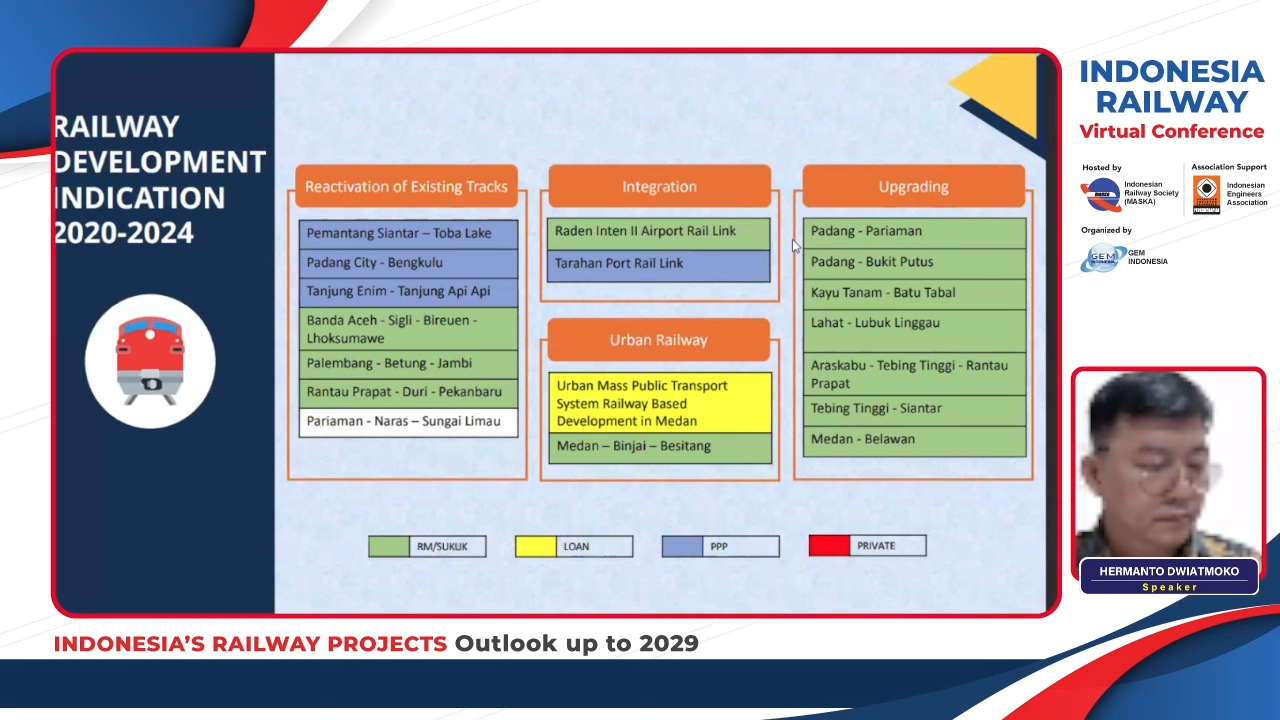 RAILWAY
DEVELOPMENT
INDICATION
2020-2024
Reactivation of Existing Tracks
Pemantang Siantar – Toba Lake
Padang City - Bengkulu
Tanjung Enim - Tanjung Api Api
Banda Aceh - Sigli - Bireuen -
Lhoksumawe
Palembang - Betung - Jambi
Rantau Prapat - Duri - Pekanbaru
Pariaman - Naras – Sungai Limau
Integration
Raden Inten II Airport Rail Link
Tarahan Port Rail Link
Urban Railway
Urban Mass Public Transport
System Railway Based
Development in Medan
Medan – Binjai – Besitang
Upgrading
Padang - Pariaman
Padang - Bukit Putus
Kayu Tanam - Batu Tabal
Lahat - Lubuk Linggau
Araskabu - Tebing Tinggi - Rantau
Prapat
Tebing Tinggi - Siantar
Medan - Belawan
RM/SUKUK
LOAN
PPP
PRIVATE
INDONESIA
RAILWAY
Virtual Conference
Hosted by
Indonesian
Railway Society
(MASKA)
Association Support
Indonesian
Engineers
Association
Organized by
GEM
INDONESIA
HERMANTO DWIATMOKO
Speaker
INDONESIA'S RAILWAY PROJECTS Outlook up to 2029